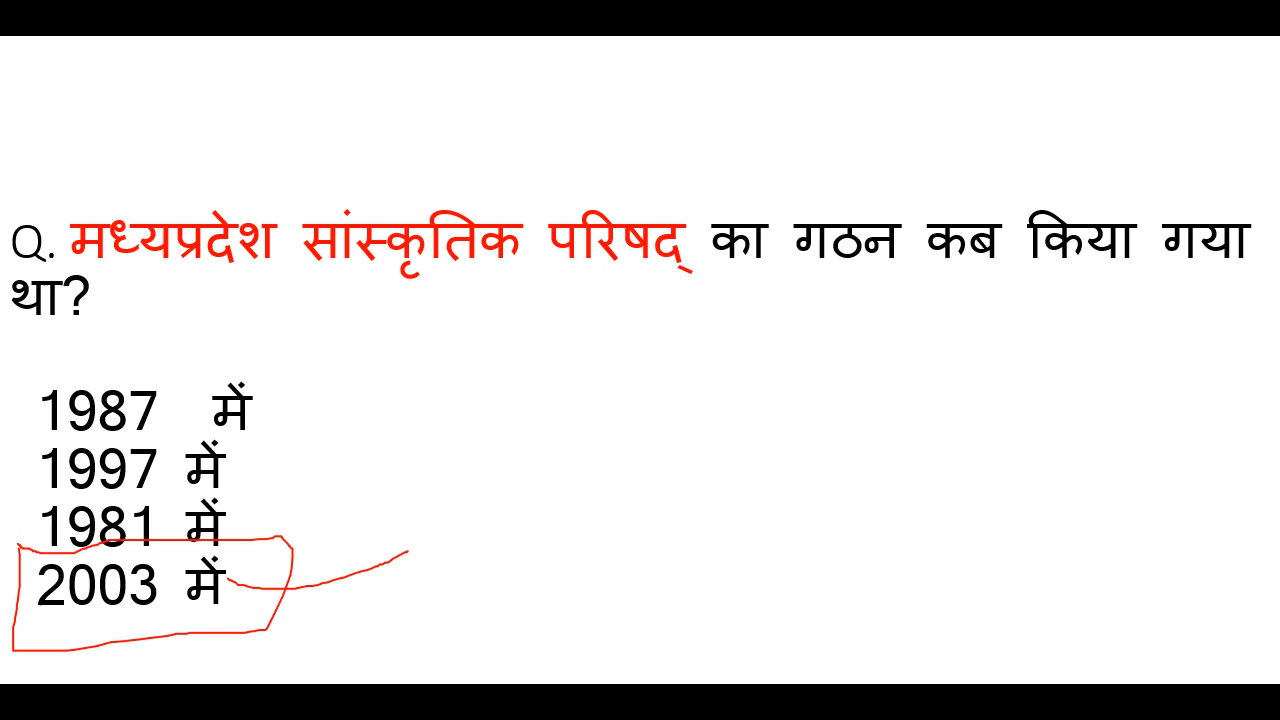 Q. मध्यप्रदेश सांस्कृतिक परिषद् का गठन कब किया गया
था?
1987 में
1997 में
1981 में
2003 में